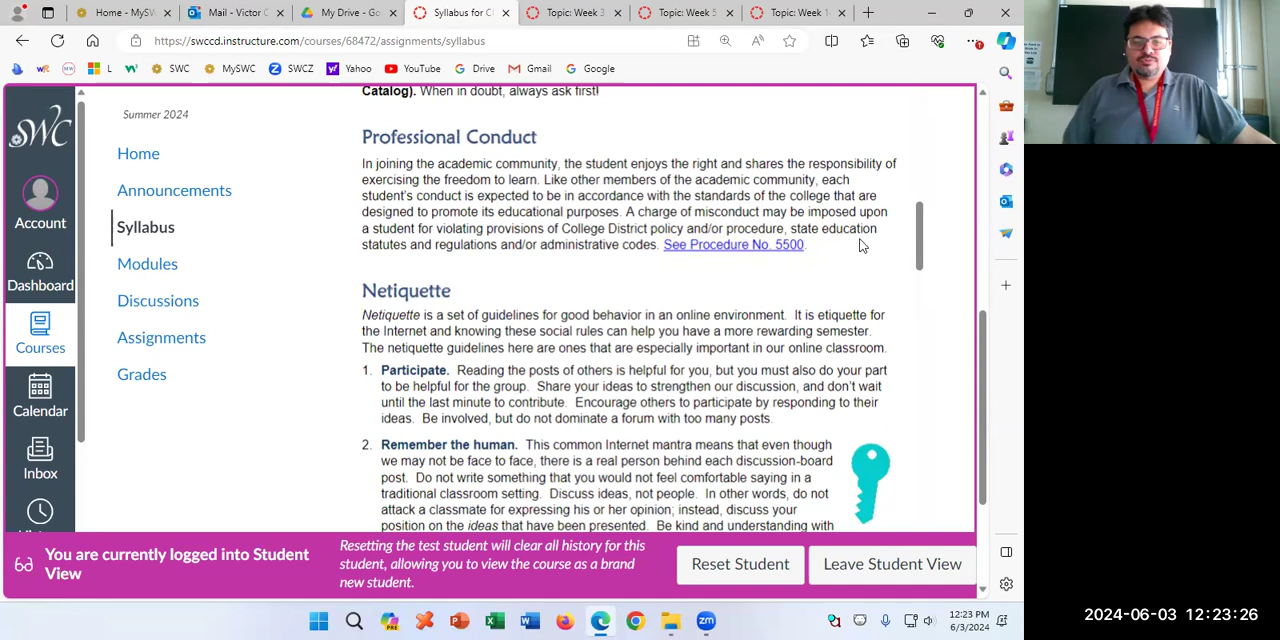 Home - MySW
Mail - Victor C
My Drive - Go
Syllabus for Cl
Topic: Week 3
Topic: Week 5
Topic: Week 1
https://swccd.instructure.com/courses/68472/assignments/syllabus
SWC
MySWC
SWCZ
Yahoo
YouTube
Drive
Gmail
Google
SWC
Account
Dashboard
Courses
Calendar
Inbox
Summer 2024
Home
Announcements
Syllabus
Modules
Discussions
Assignments
Grades
Catalog). When in doubt, always ask first!
Professional Conduct
In joining the academic community, the student enjoys the right and shares the responsibility of
exercising the freedom to learn. Like other members of the academic community, each
student's conduct is expected to be in accordance with the standards of the college that are
designed to promote its educational purposes. A charge of misconduct may be imposed upon
a student for violating provisions of College District policy and/or procedure, state education
statutes and regulations and/or administrative codes. See Procedure No. 5500.
Netiquette
Netiquette is a set of guidelines for good behavior in an online environment. It is etiquette for
the Internet and knowing these social rules can help you have a more rewarding semester.
The netiquette guidelines here are ones that are especially important in our online classroom.
1. Participate. Reading the posts of others is helpful for you, but you must also do your part
to be helpful for the group. Share your ideas to strengthen our discussion, and don't wait
until the last minute to contribute. Encourage others to participate by responding to their
ideas. Be involved, but do not dominate a forum with too many posts.
2. Remember the human. This common Internet mantra means that even though
we may not be face to face, there is a real person behind each discussion-board
post. Do not write something that you would not feel comfortable saying in a
traditional classroom setting. Discuss ideas, not people. In other words, do not
attack a classmate for expressing his or her opinion; instead, discuss your
position on the ideas that have been presented. Be kind and understanding with
You are currently logged into Student
View
Resetting the test student will clear all history for this
student, allowing you to view the course as a brand
new student.
Reset Student
Leave Student View
12:23 PM
6/3/2024
2024-06-03 12:23:26